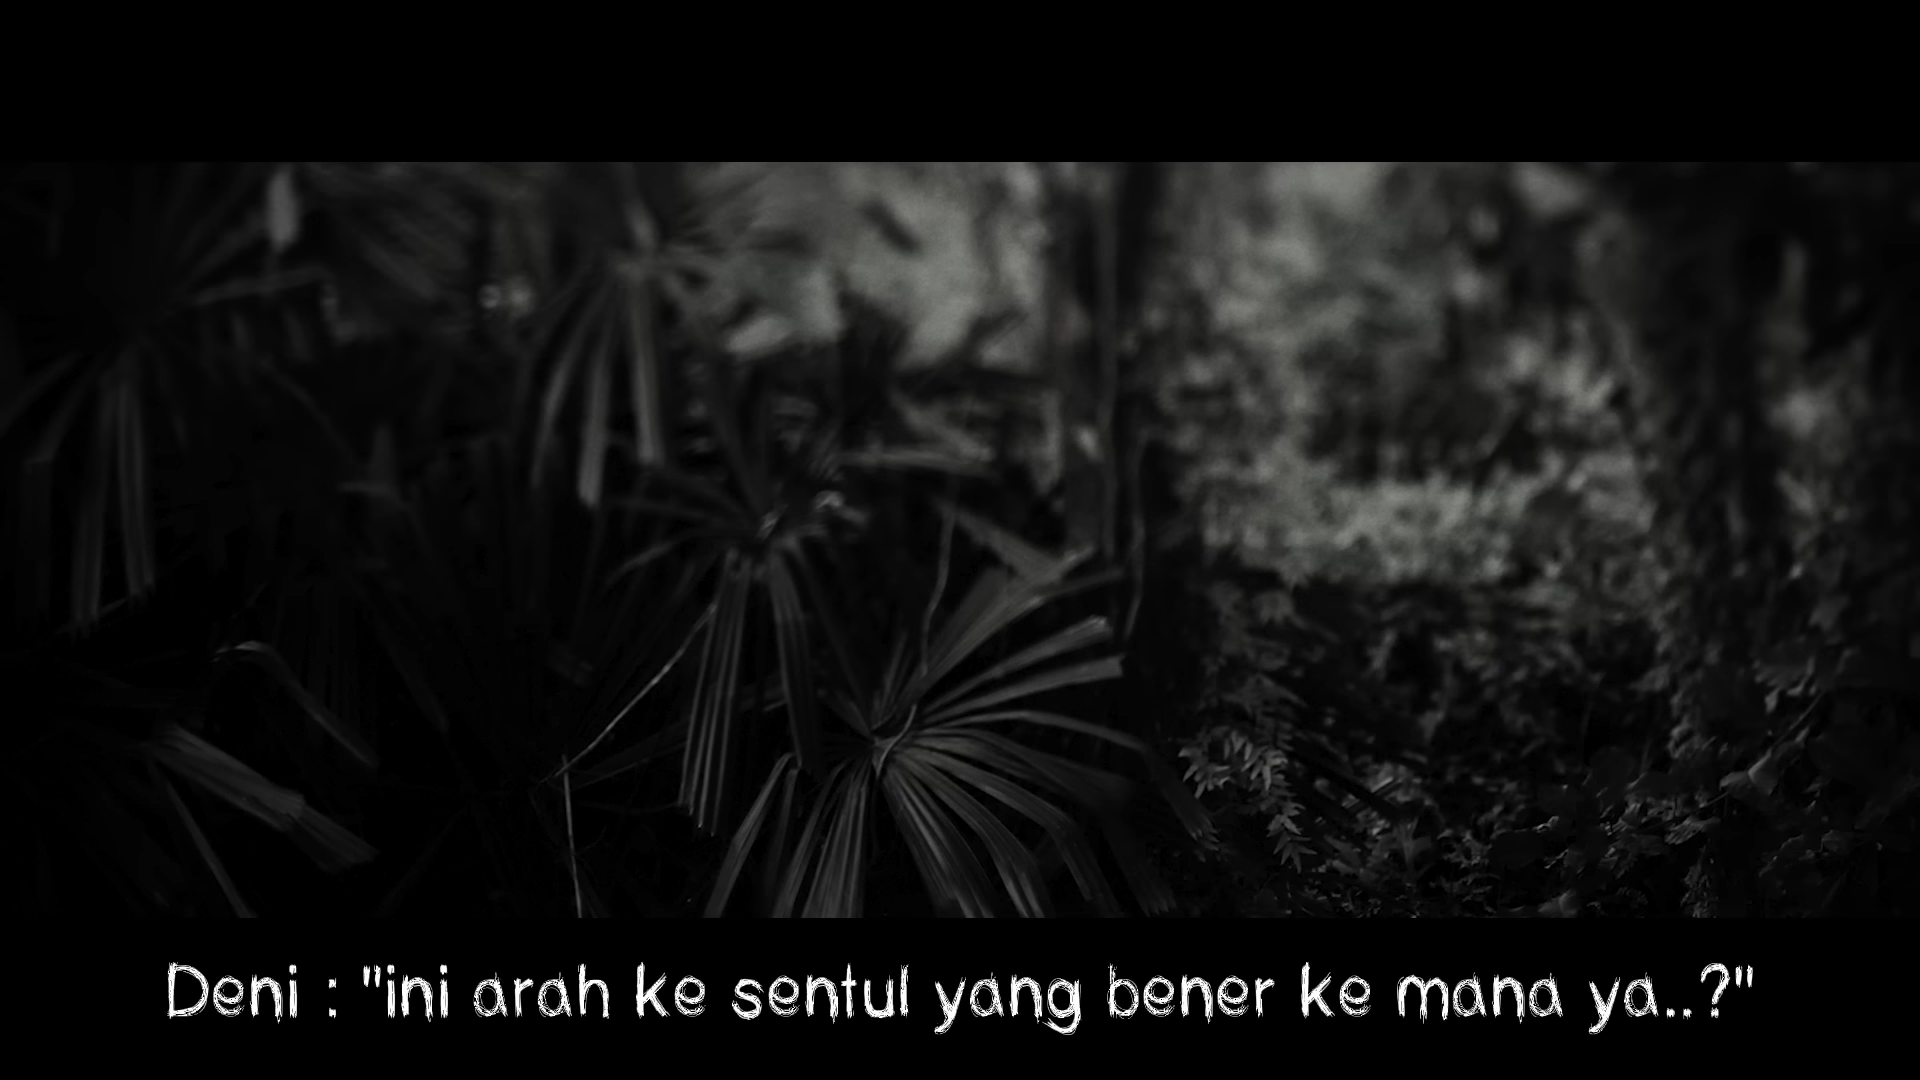 Deni : "ini arah ke sentul yang bener ke mana ya..?"